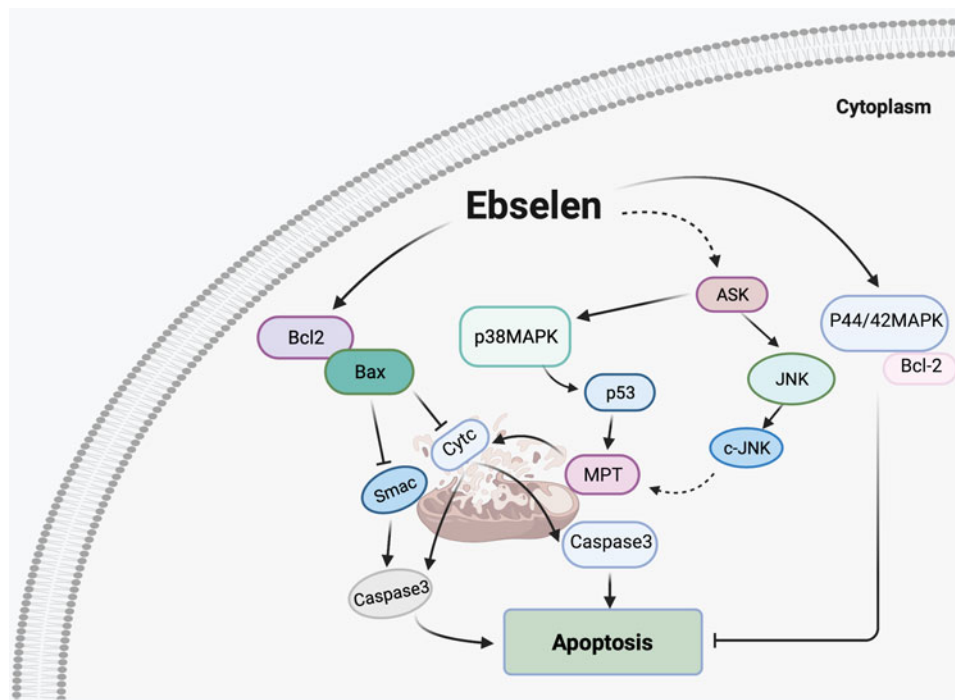 Cytoplasm
Ebselen
ASK
Bcl2
p38MAPK
P44/42MAPK
Bax
Bcl-2
p53
JNK
Cytc
c-JNK
Smac
MPT
Caspase3
Caspase3
Apoptosis